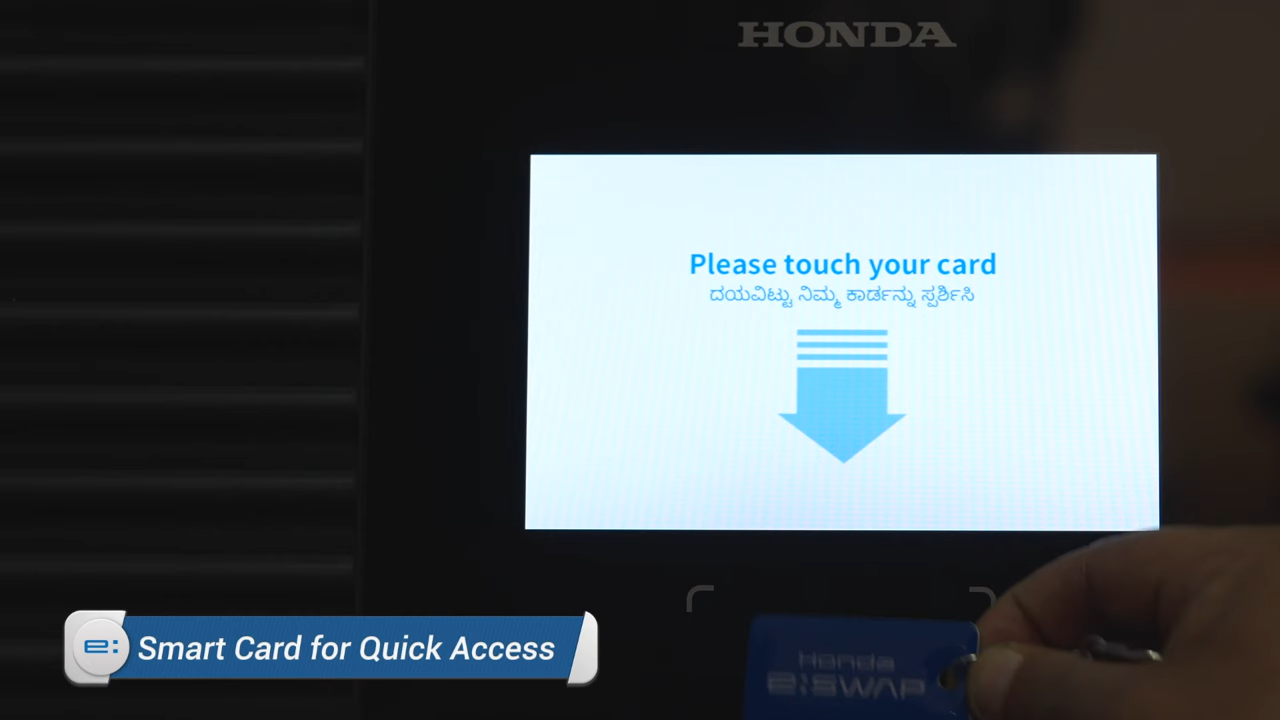 HONDA
Please touch your card
ದಯವಿಟ್ಟು ನಿಮ್ಮ ಕಾರ್ಡನ್ನು ಸ್ಪರ್ಶಿಸಿ
e: Smart Card for Quick Access
Honda
e:SWAP